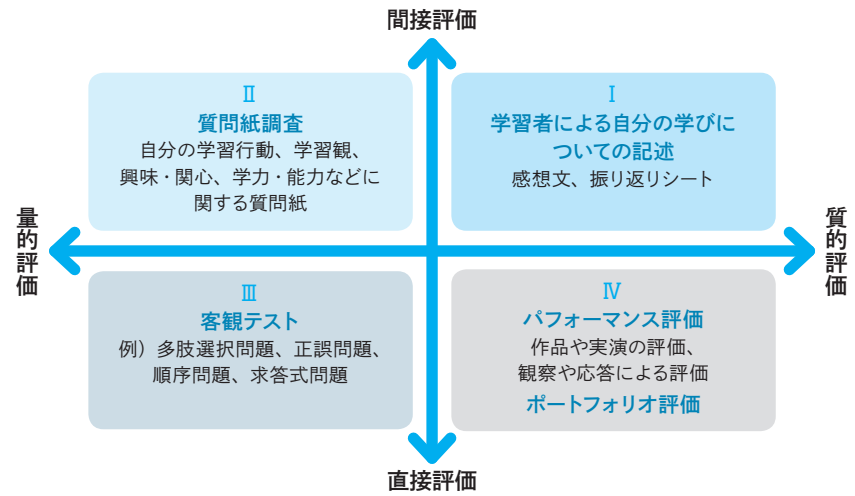 間接評価
Ⅱ
質問紙調査
自分の学習行動、学習観、
興味・関心、学力・能力などに
関する質問紙
Ⅰ
学習者による自分の学びに
ついての記述
感想文、振り返りシート
量的評価
質的評価
Ⅲ
客観テスト
例）多肢選択問題、正誤問題、
順序問題、求答式問題
Ⅳ
パフォーマンス評価
作品や実演の評価、
観察や応答による評価
ポートフォリオ評価
直接評価